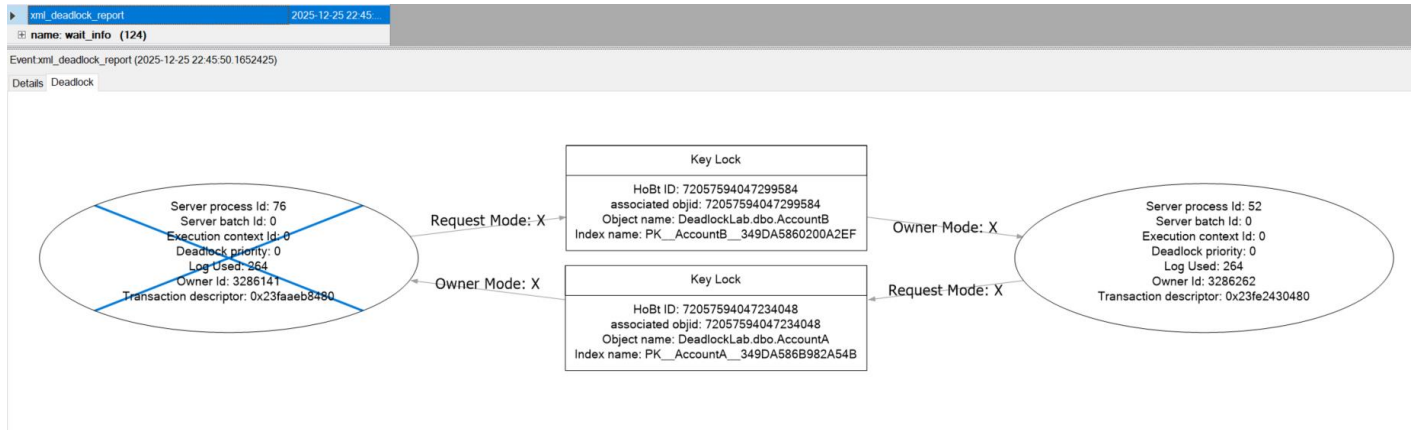 xml_deadlock_report 2025-12-25 22:45:...
name: wait_info (124)
Event:xml_deadlock_report (2025-12-25 22:45:50.1652425)
Details Deadlock
Server process Id: 76
Server batch Id: 0
Execution context Id: 0
Deadlock priority: 0
Log Used: 264
Owner Id: 3286141
Transaction descriptor: 0x23faaeb8480
Request Mode: X
Owner Mode: X
Key Lock
HoBt ID: 72057594047299584
associated objid: 72057594047299584
Object name: DeadlockLab.dbo.AccountB
Index name: PK__AccountB__349DA5860200A2EF
Key Lock
HoBt ID: 72057594047234048
associated objid: 72057594047234048
Object name: DeadlockLab.dbo.AccountA
Index name: PK__AccountA__349DA586B982A54B
Owner Mode: X
Request Mode: X
Server process Id: 52
Server batch Id: 0
Execution context Id: 0
Deadlock priority: 0
Log Used: 264
Owner Id: 3286262
Transaction descriptor: 0x23fe2430480